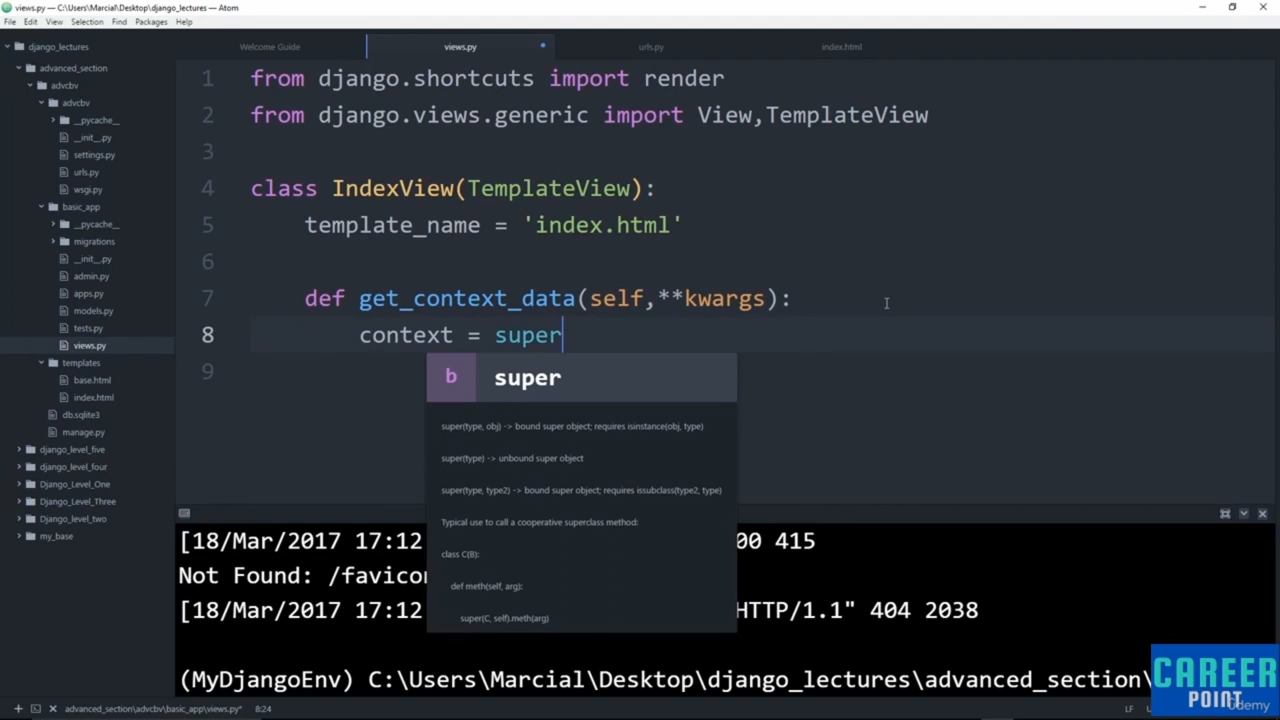 views.py — C:\Users\Marcial\Desktop\django_lectures — Atom
File Edit View Selection Find Packages Help
django_lectures
advanced_section
advcbv
advcbv
__pycache__
__init__.py
settings.py
urls.py
wsgi.py
basic_app
__pycache__
migrations
__init__.py
admin.py
apps.py
models.py
tests.py
views.py
templates
base.html
index.html
db.sqlite3
manage.py
django_level_five
django_level_four
Django_Level_One
Django_Level_Three
Django_level_two
my_base
Welcome Guide views.py urls.py index.html
1 from django.shortcuts import render
2 from django.views.generic import View,TemplateView
3
4 class IndexView(TemplateView):
5 template_name = 'index.html'
6
7 def get_context_data(self,**kwargs):
8 context = super
9
b super
super(type, obj) -> bound super object; requires isinstance(obj, type)
super(type) -> unbound super object
super(type, type2) -> bound super object; requires issubclass(type2, type)
Typical use to call a cooperative superclass method:
class C(B):
def meth(self, arg):
super(C, self).meth(arg)
[18/Mar/2017 17:12 00 415
Not Found: /favico
[18/Mar/2017 17:12 HTTP/1.1" 404 2038
(MyDjangoEnv) C:\Users\Marcial\Desktop\django_lectures\advanced_section\
CAREER
POINT
Udemy
advanced_section\advcbv\basic_app\views.py* 8:24 LF